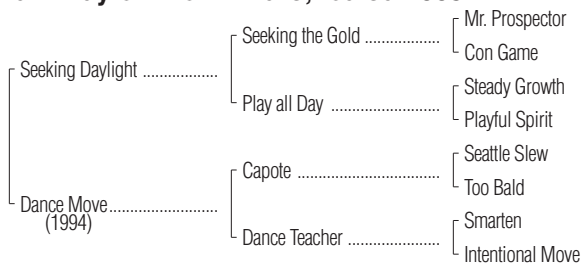 Mr. Prospector
Seeking the Gold ........................
Con Game
Seeking Daylight .................
Steady Growth
Play all Day .........................
Playful Spirit
Seattle Slew
Capote .................................
Too Bald
Dance Move.........................
(1994)
Smarten
Dance Teacher .....................
Intentional Move